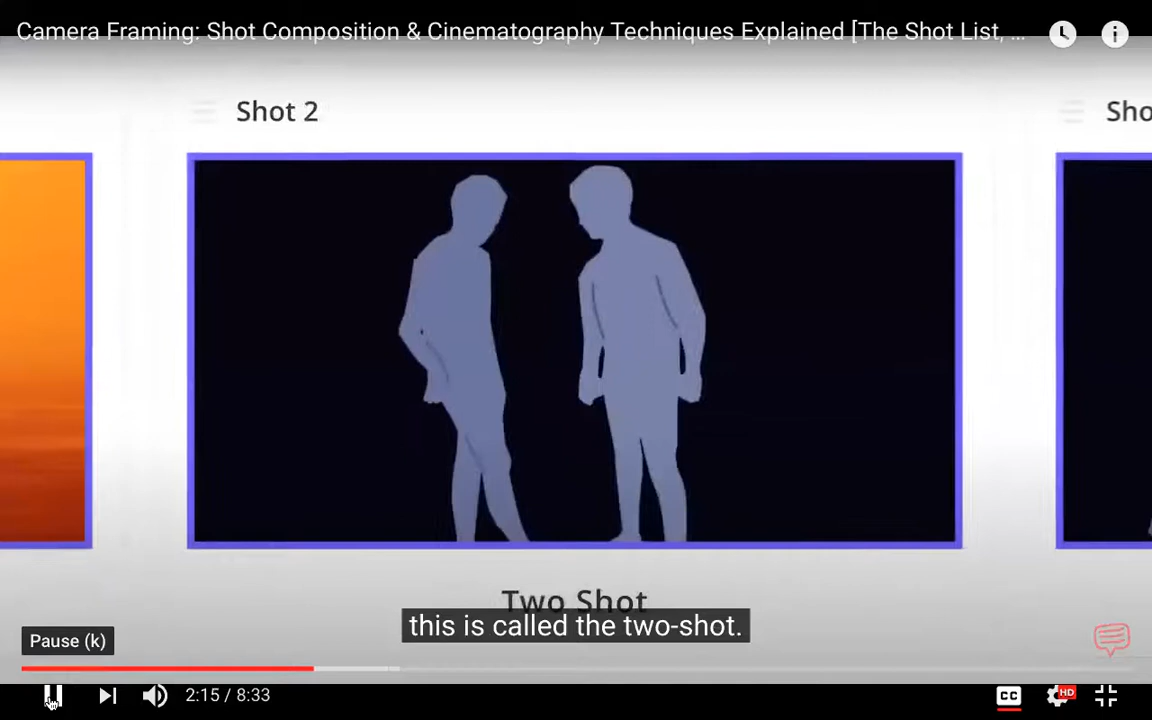 Camera Framing: Shot Composition & Cinematography Techniques Explained [The Shot List, ...
Shot 2
Sho
Two Shot
this is called the two-shot.
Pause (k)
2:15 / 8:33
CC
HD